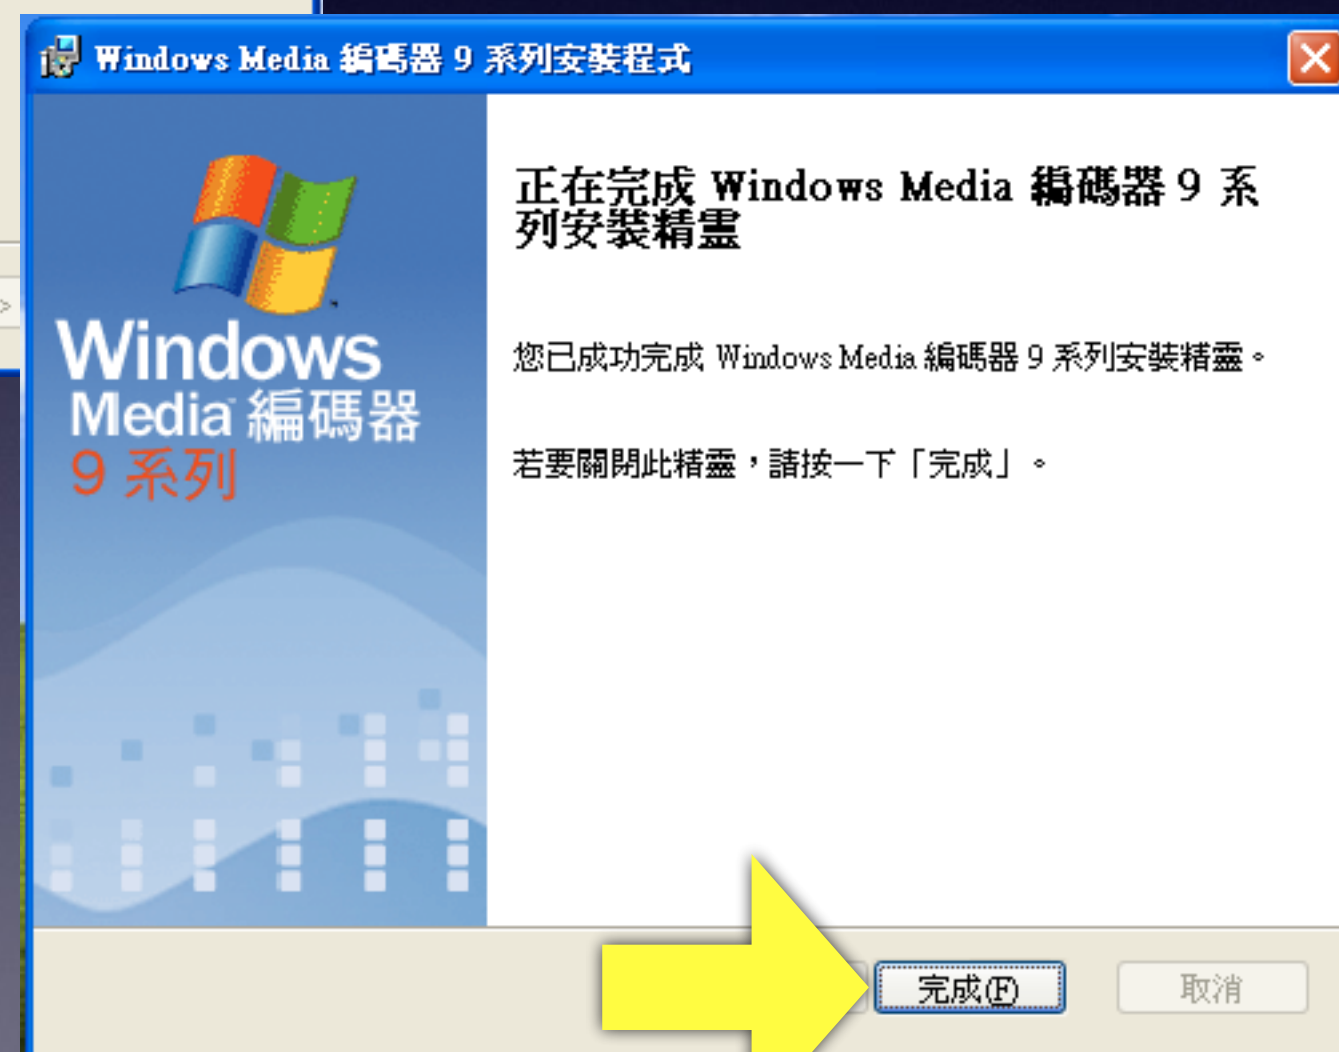 Windows Media 編碼器 9 系列安裝程式
Windows
Media 編碼器
9 系列
正在完成 Windows Media 編碼器 9 系
列安裝精靈
您已成功完成 Windows Media 編碼器 9 系列安裝精靈。
若要關閉此精靈，請按一下「完成」。
完成(F)
取消